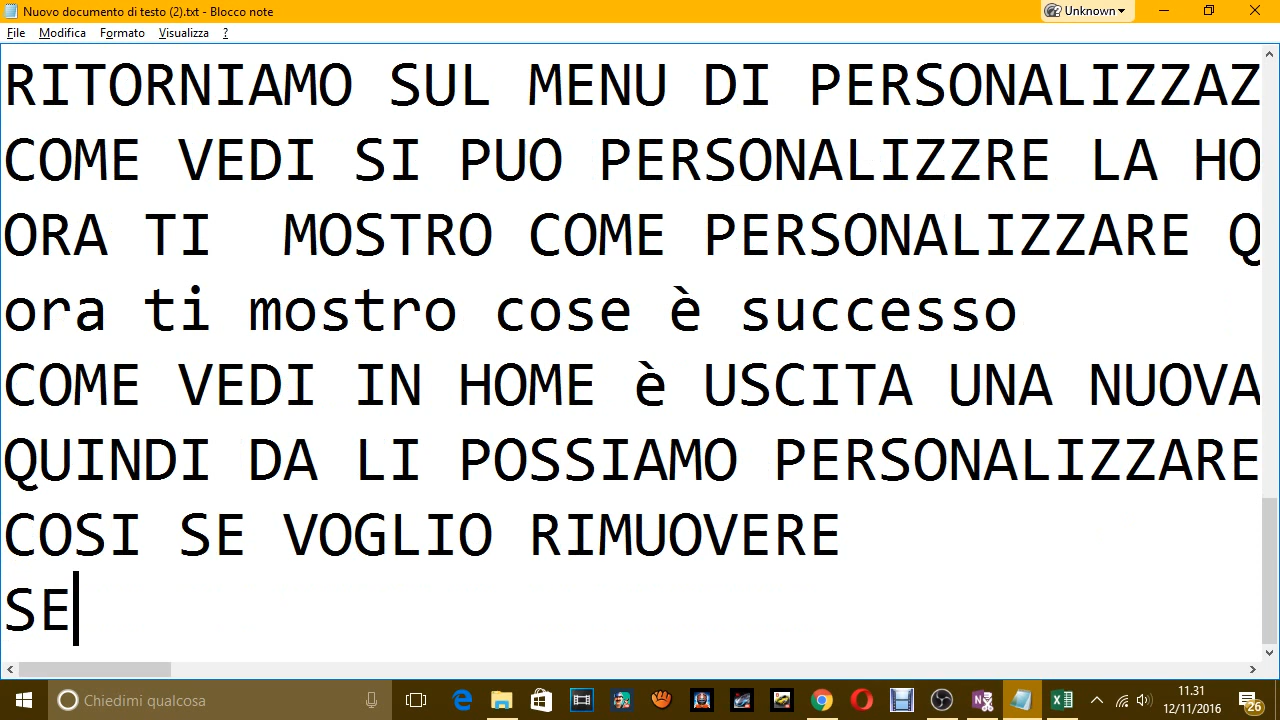 Nuovo documento di testo (2).txt - Blocco note
Unknown
File Modifica Formato Visualizza ?
RITORNIAMO SUL MENU DI PERSONALIZZAZ
COME VEDI SI PUO PERSONALIZZRE LA HO
ORA TI  MOSTRO COME PERSONALIZZARE Q
ora ti mostro cose è successo
COME VEDI IN HOME è USCITA UNA NUOVA
QUINDI DA LI POSSIAMO PERSONALIZZARE
COSI SE VOGLIO RIMUOVERE
SE
Chiedimi qualcosa
11.31
12/11/2016
26